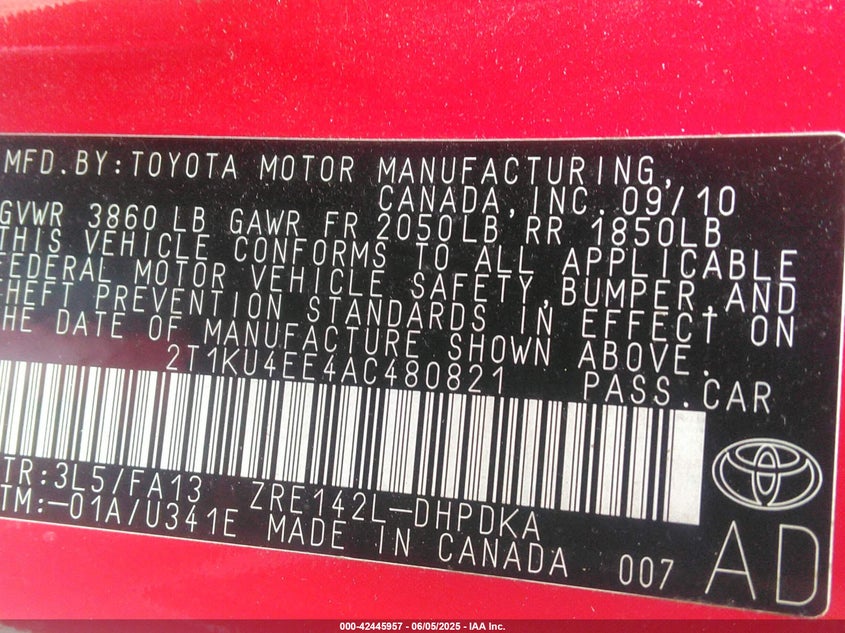 MFD.BY:TOYOTA MOTOR MANUFACTURING,
CANADA,INC.09/10
GVWR 3860LB GAWR FR 2050LB RR 1850LB
THIS VEHICLE CONFORMS TO ALL APPLICABLE
FEDERAL MOTOR VEHICLE SAFETY,BUMPER,AND
THEFT PREVENTION STANDARDS IN EFFECT ON
THE DATE OF MANUFACTURE SHOWN ABOVE.
2T1KU4EE4AC480821 PASS.CAR
TR:3L5/FA13 ZRE142L-DHPDKA
TM:-01A/U341E MADE IN CANADA 007
AD
000-42445957 - 06/05/2025 - IAA Inc.